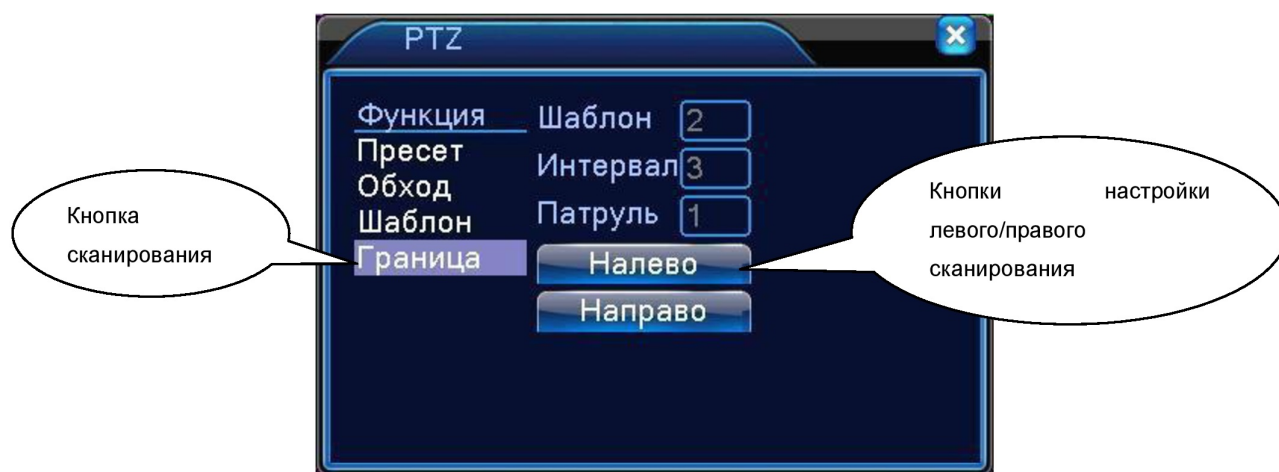 PTZ
Функция
Пресет
Обход
Шаблон
Граница
Шаблон 2
Интервал 3
Патруль 1
Налево
Направо
Кнопка
сканирования
Кнопки настройки
левого/правого
сканирования